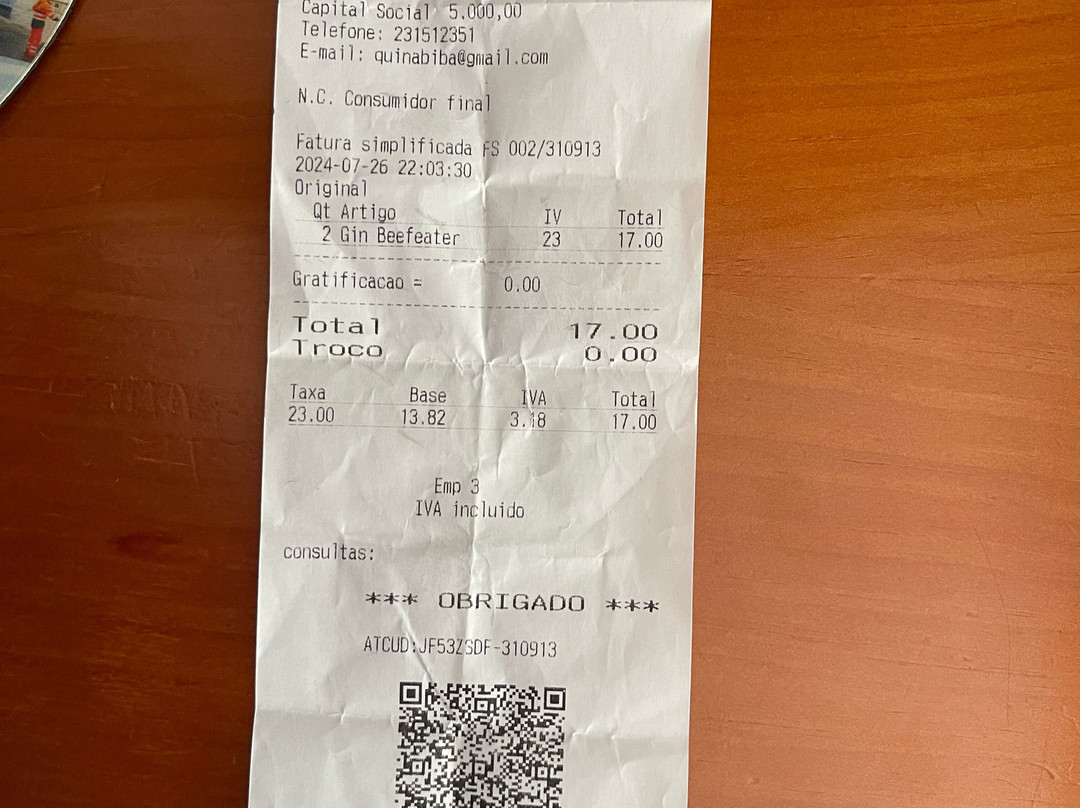 Capital Social 5.000,00
Telefone: 231512351
E-mail: quinabiba@gmail.com
N.C. Consumidor final
Fatura simplificada FS 002/310913
2024-07-26 22:03:30
Original
Qt Artigo IV Total
2 Gin Beefeater 23 17.00
Gratificacao = 0.00
Total 17.00
Troco 0.00
Taxa Base IVA Total
23.00 13.82 3.18 17.00
Emp 3
IVA incluido
consultas:
*** OBRIGADO ***
ATCUD:JF53ZSDF-310913